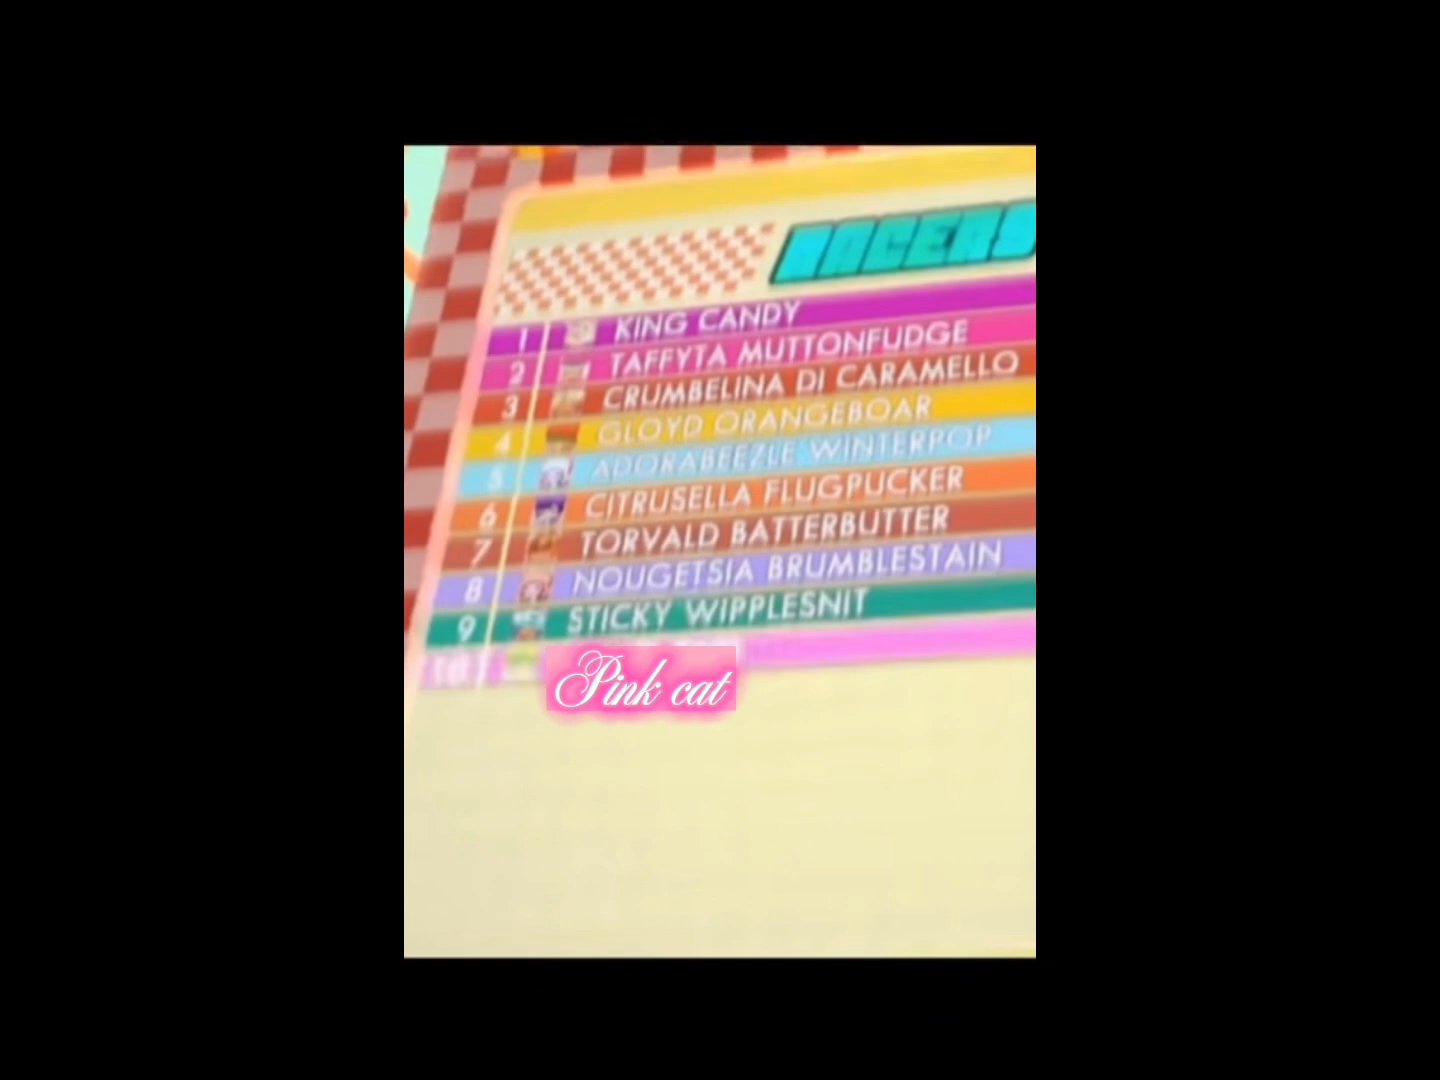 RACERS
1 KING CANDY
2 TAFFYTA MUTTONFUDGE
3 CRUMBELINA DI CARAMELLO
4 GLOYD ORANGEBOAR
5 ADORABEEZLE WINTERPOP
6 CITRUSELLA FLUGPUCKER
7 TORVALD BATTERBUTTER
8 NOUGETSIA BRUMBLESTAIN
9 STICKY WIPPLESNIT
10 Pink cat